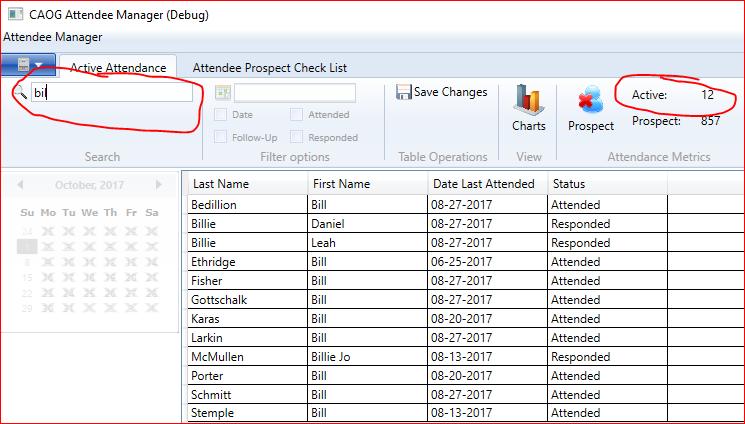 CAOG Attendee Manager (Debug)
Attendee Manager
Active Attendance Attendee Prospect Check List
bil
Date Attended
Follow-Up Responded
Search Filter options
Save Changes
Table Operations
Charts
View
Prospect
Active: 12
Prospect: 857
Attendance Metrics
October, 2017
Su Mo Tu We Th Fr Sa
24
1
8
15
22
29
Last Name First Name Date Last Attended Status
Bedillion Bill 08-27-2017 Attended
Billie Daniel 08-27-2017 Responded
Billie Leah 08-27-2017 Responded
Ethridge Bill 06-25-2017 Attended
Fisher Bill 08-27-2017 Attended
Gottschalk Bill 08-27-2017 Attended
Karas Bill 08-20-2017 Attended
Larkin Bill 08-27-2017 Attended
McMullen Billie Jo 08-13-2017 Responded
Porter Bill 08-20-2017 Attended
Schmitt Bill 08-27-2017 Attended
Stemple Bill 08-13-2017 Attended